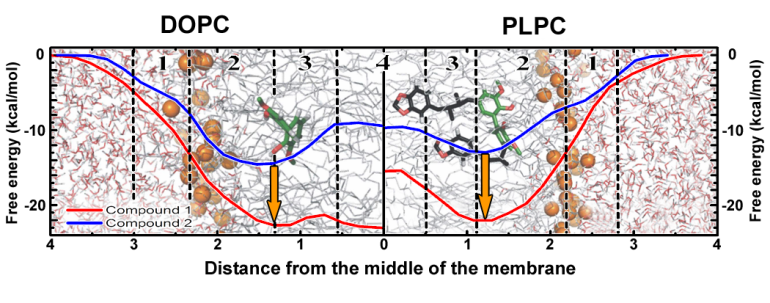 DOPC PLPC
0 1 2 3 4 3 2 1 0
Free energy (kcal/mol)
-10 -10
-20 -20
Free energy (kcal/mol)
Compound 1
Compound 2
4 3 2 1 0 1 2 3 4
Distance from the middle of the membrane